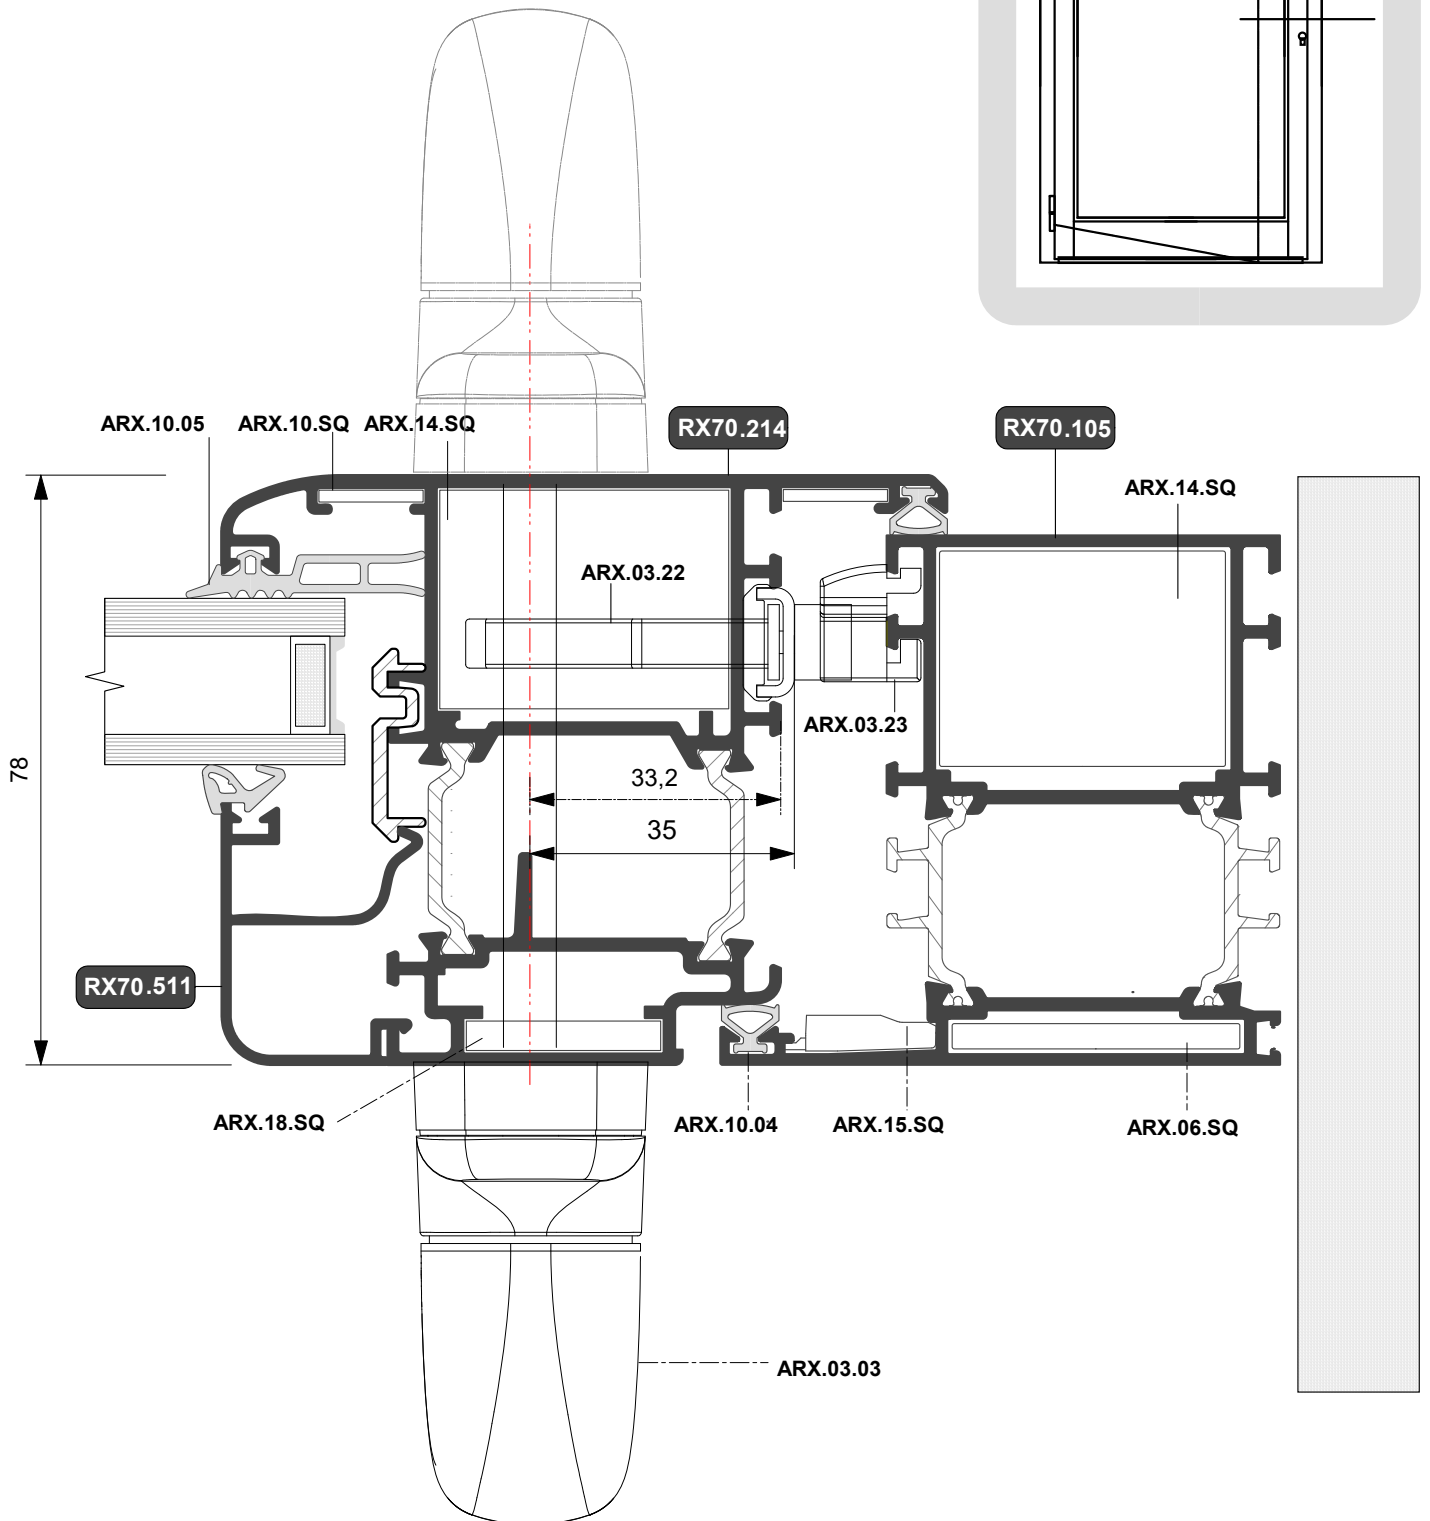 ARX.10.05 ARX.10.SQ ARX.14.SQ RX70.214 RX70.105
ARX.14.SQ
ARX.03.22
ARX.03.23
78
33,2
35
RX70.511
ARX.18.SQ ARX.10.04 ARX.15.SQ ARX.06.SQ
ARX.03.03